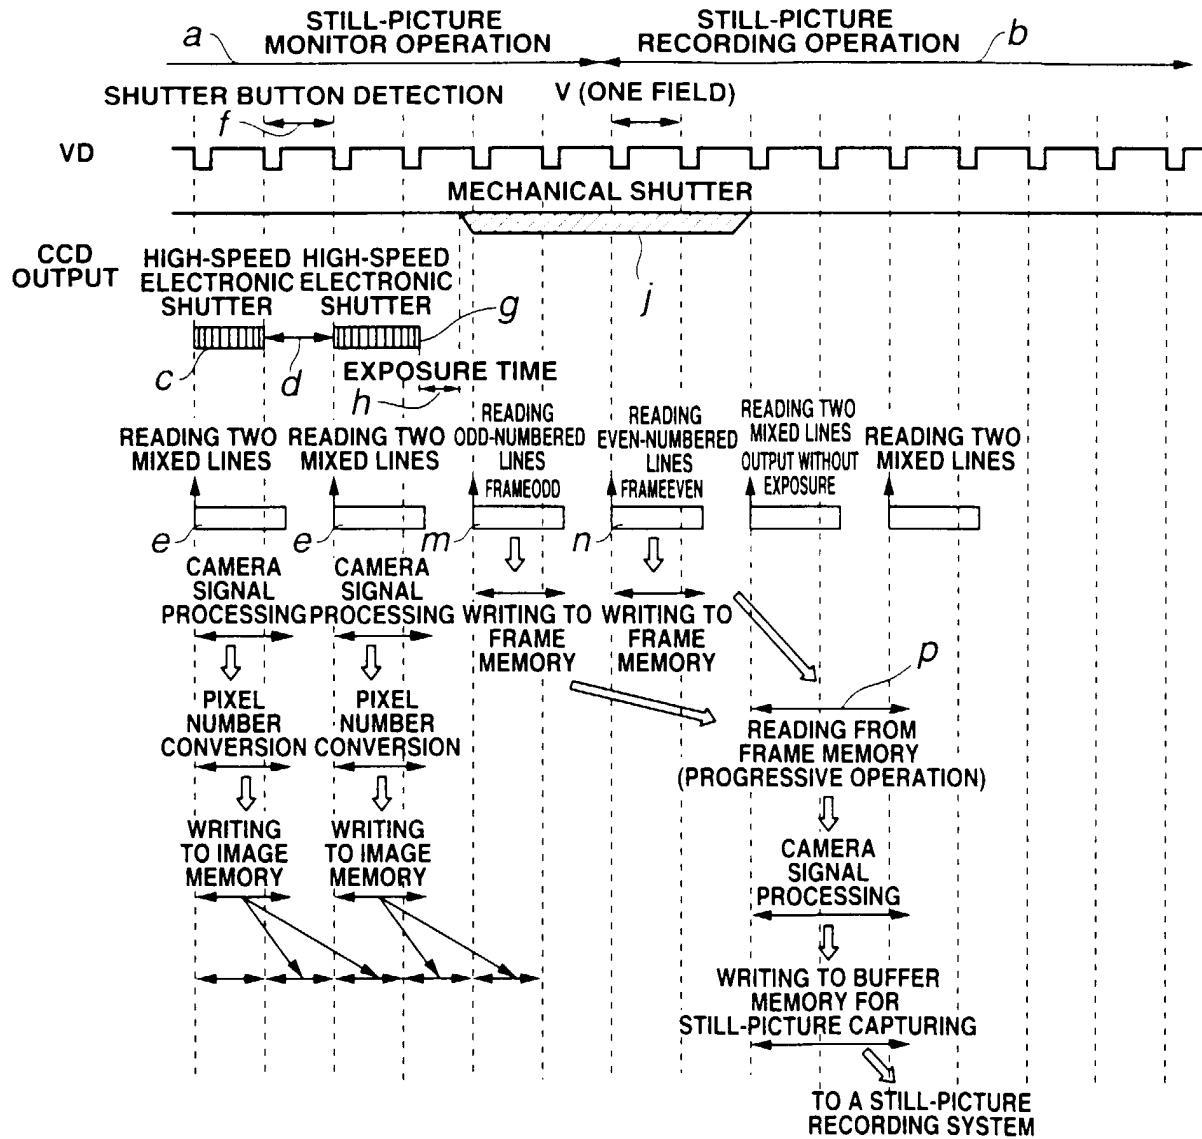 STILL-PICTURE
MONITOR OPERATION
STILL-PICTURE
RECORDING OPERATION
a
b
SHUTTER BUTTON DETECTION
V (ONE FIELD)
f
VD
MECHANICAL SHUTTER
j
CCD
OUTPUT
HIGH-SPEED
ELECTRONIC
SHUTTER
HIGH-SPEED
ELECTRONIC
SHUTTER
g
c
d
EXPOSURE TIME
h
READING TWO
MIXED LINES
READING TWO
MIXED LINES
READING
ODD-NUMBERED
LINES
FRAMEODD
READING
EVEN-NUMBERED
LINES
FRAMEEVEN
READING TWO
MIXED LINES
OUTPUT WITHOUT
EXPOSURE
READING TWO
MIXED LINES
e
e
m
n
CAMERA
SIGNAL
PROCESSING
CAMERA
SIGNAL
PROCESSING
WRITING TO
FRAME
MEMORY
WRITING TO
FRAME
MEMORY
p
PIXEL
NUMBER
CONVERSION
PIXEL
NUMBER
CONVERSION
READING FROM
FRAME MEMORY
(PROGRESSIVE OPERATION)
WRITING
TO IMAGE
MEMORY
WRITING
TO IMAGE
MEMORY
CAMERA
SIGNAL
PROCESSING
WRITING TO BUFFER
MEMORY FOR
STILL-PICTURE CAPTURING
TO A STILL-PICTURE
RECORDING SYSTEM